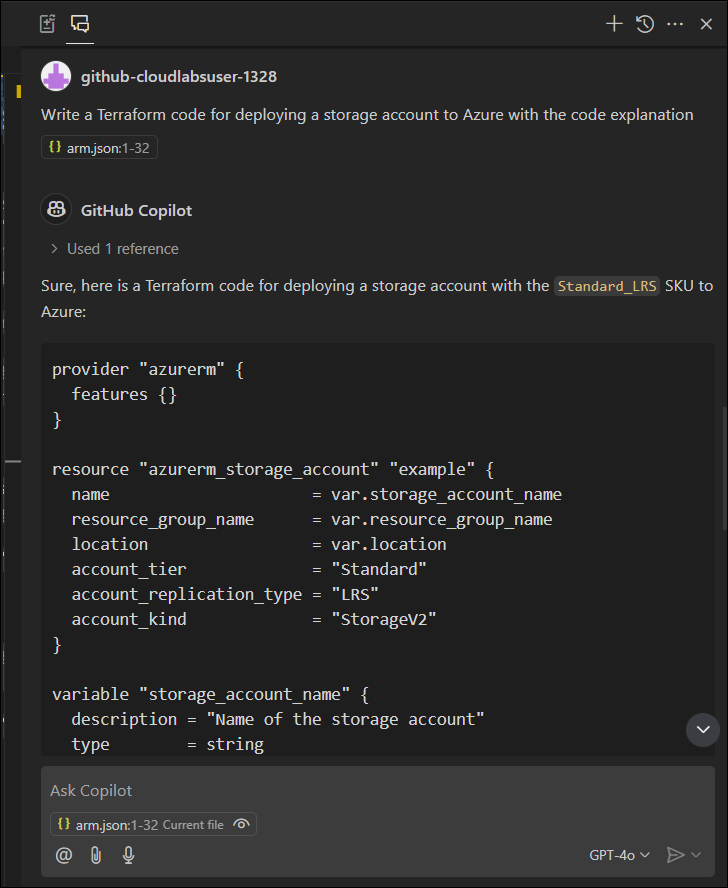 github-cloudlabsuser-1328
Write a Terraform code for deploying a storage account to Azure with the code explanation
{} arm.json:1-32
GitHub Copilot
> Used 1 reference
Sure, here is a Terraform code for deploying a storage account with the Standard_LRS SKU to
Azure:
provider "azurerm" {
  features {}
}
resource "azurerm_storage_account" "example" {
  name                     = var.storage_account_name
  resource_group_name      = var.resource_group_name
  location                 = var.location
  account_tier             = "Standard"
  account_replication_type = "LRS"
  account_kind             = "StorageV2"
}
variable "storage_account_name" {
  description = "Name of the storage account"
  type        = string
Ask Copilot
{} arm.json:1-32 Current file
@ GPT-4o